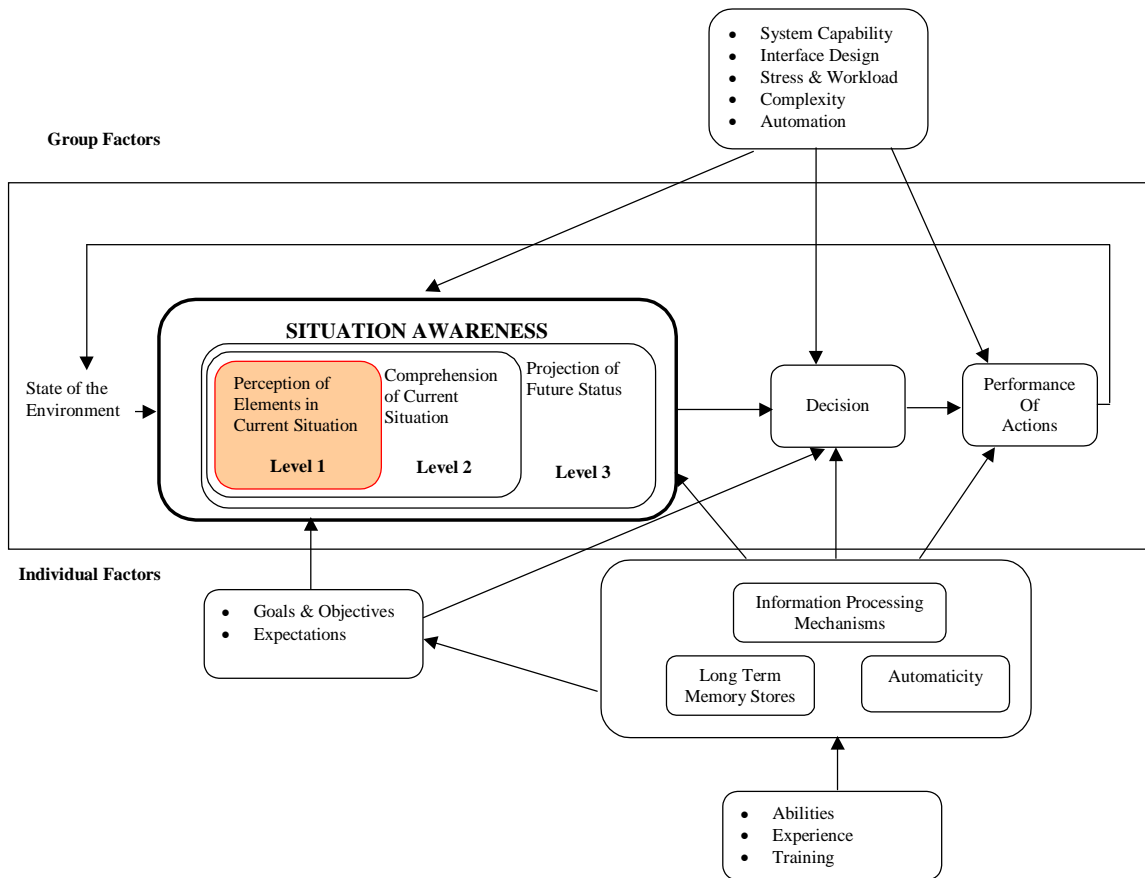 • System Capability
• Interface Design
• Stress & Workload
• Complexity
• Automation
Group Factors
SITUATION AWARENESS
State of the
Environment
Perception of
Elements in
Current Situation
Level 1
Comprehension
of Current
Situation
Level 2
Projection of
Future Status
Level 3
Decision
Performance
Of
Actions
Individual Factors
• Goals & Objectives
• Expectations
Information Processing
Mechanisms
Long Term
Memory Stores
Automaticity
• Abilities
• Experience
• Training